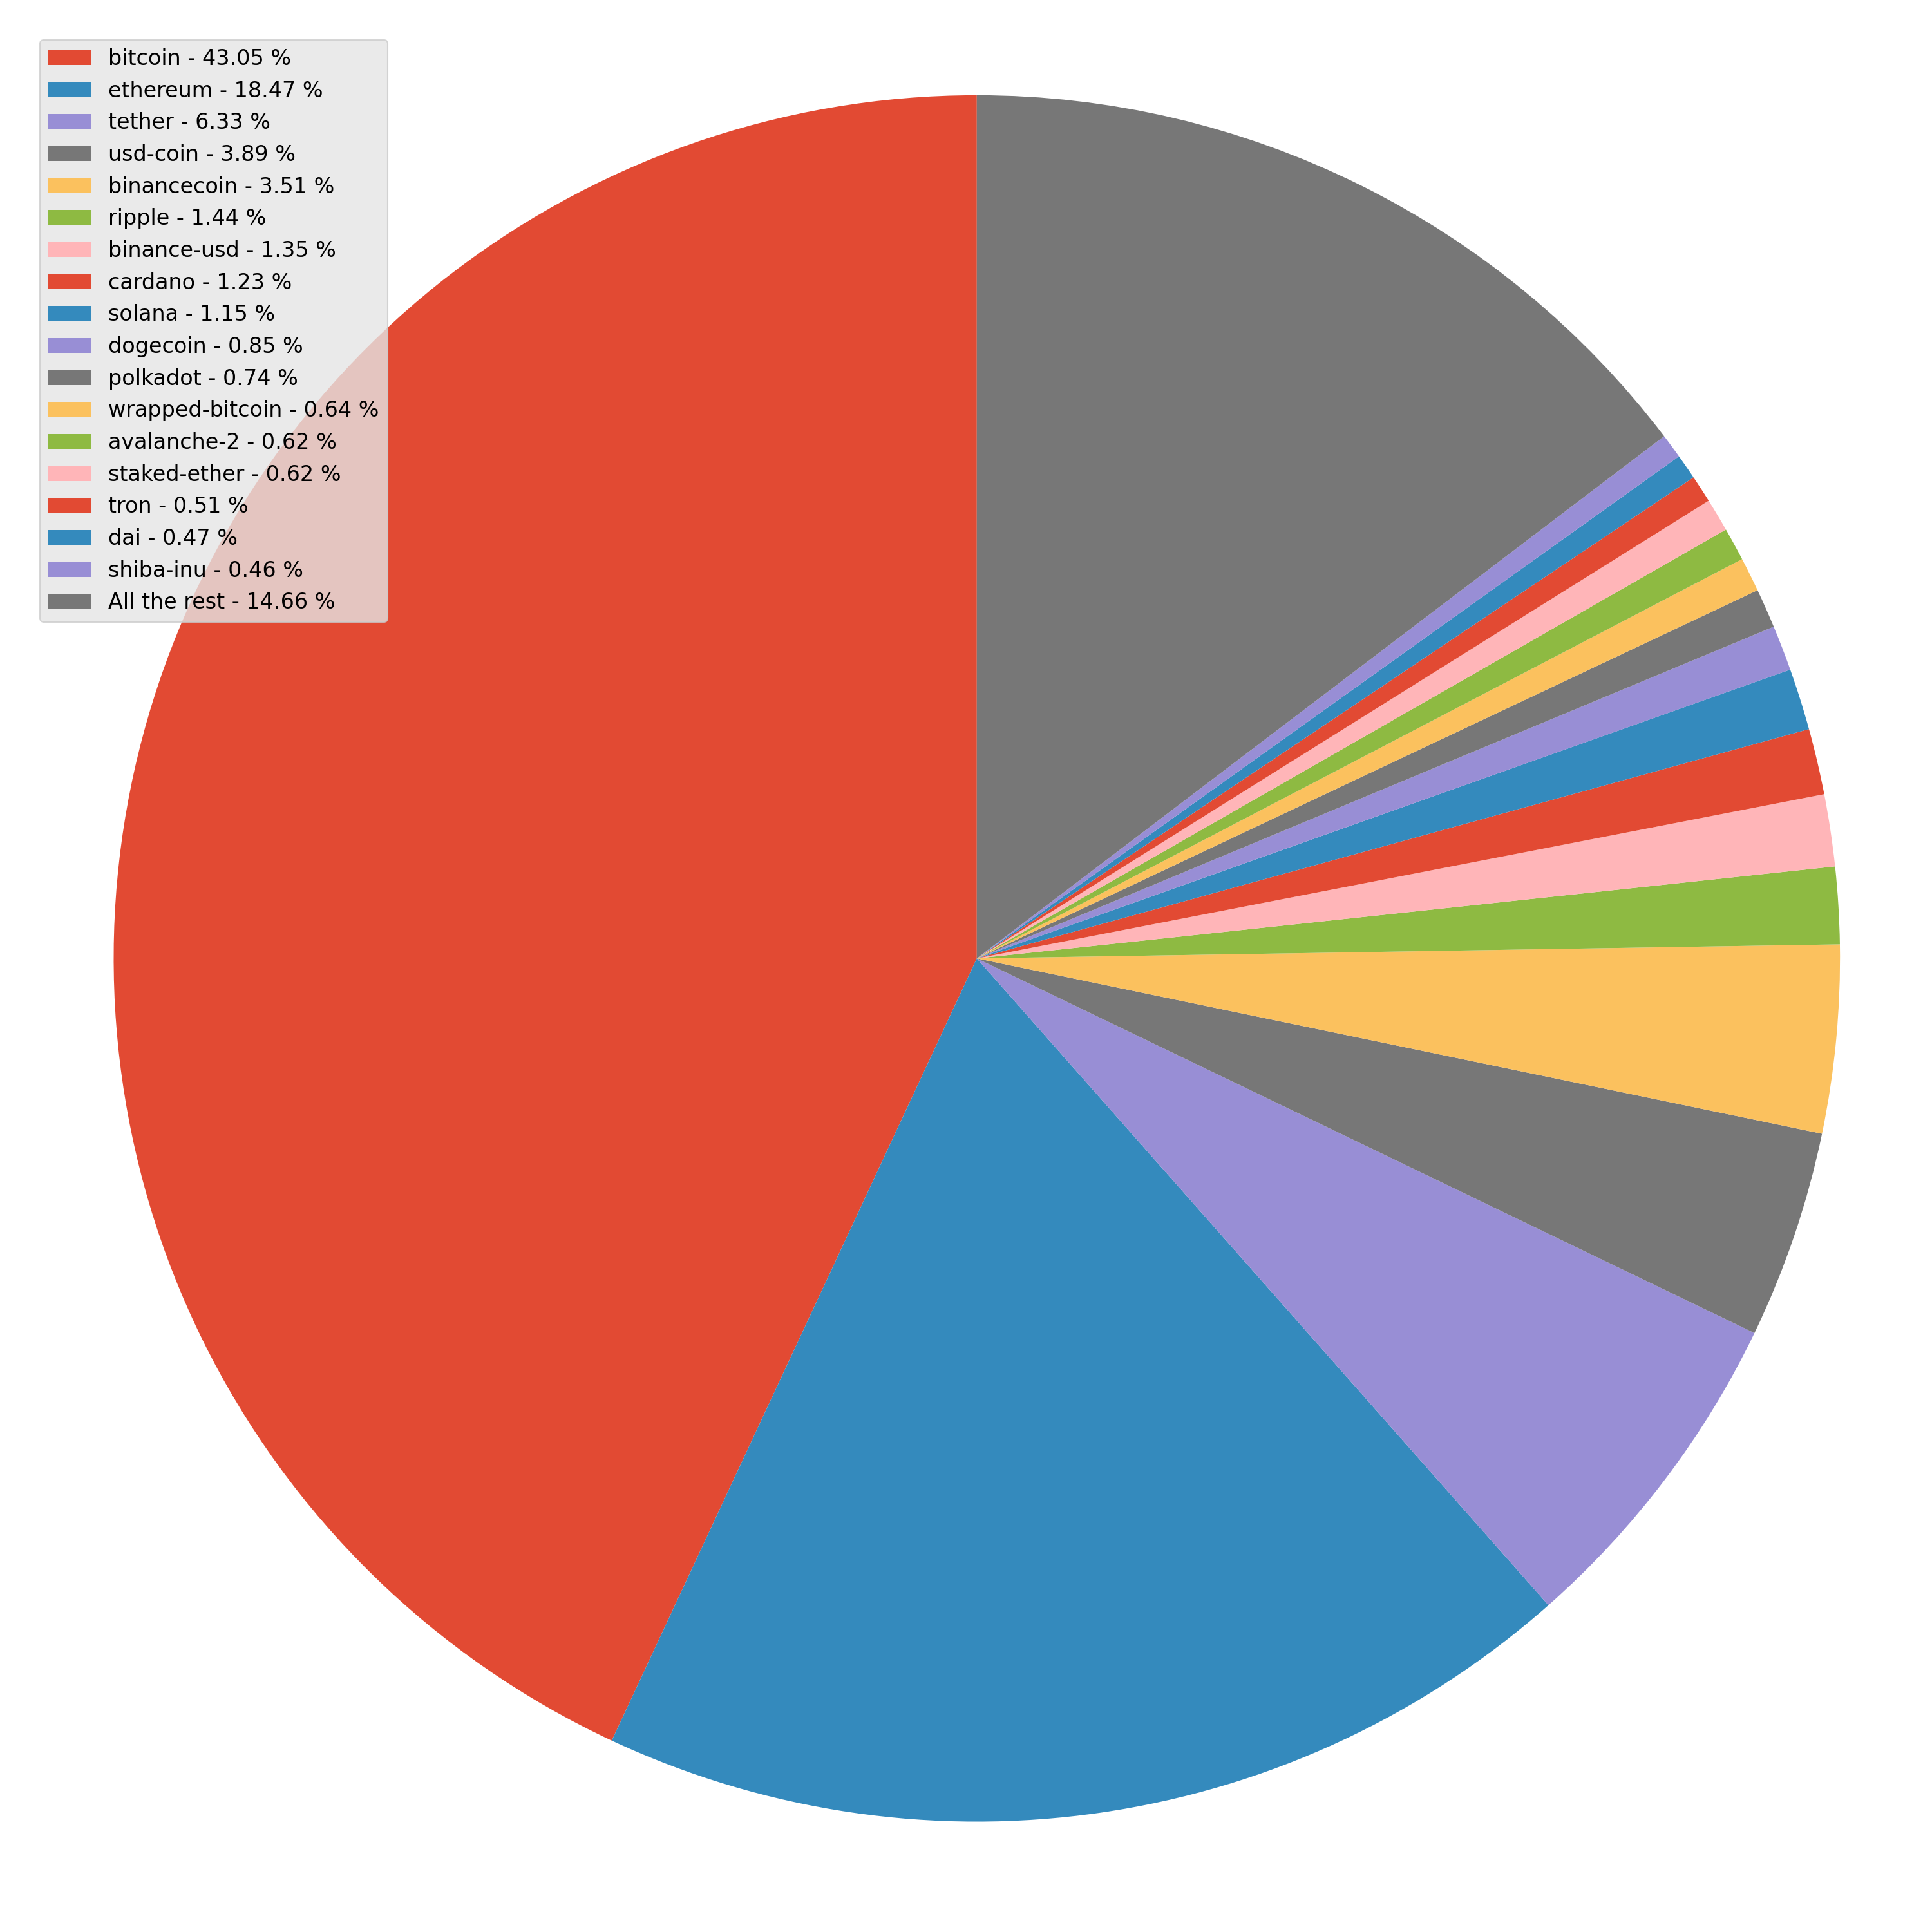 bitcoin - 43.05 %
ethereum - 18.47 %
tether - 6.33 %
usd-coin - 3.89 %
binancecoin - 3.51 %
ripple - 1.44 %
binance-usd - 1.35 %
cardano - 1.23 %
solana - 1.15 %
dogecoin - 0.85 %
polkadot - 0.74 %
wrapped-bitcoin - 0.64 %
avalanche-2 - 0.62 %
staked-ether - 0.62 %
tron - 0.51 %
dai - 0.47 %
shiba-inu - 0.46 %
All the rest - 14.66 %